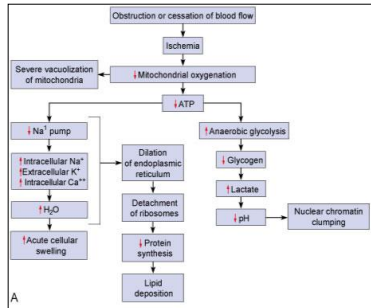 Obstruction or cessation of blood flow
Ischemia
Severe vacuolization
of mitochondria
↓Mitochondrial oxygenation
↓ATP
↓Na⁺ pump
↑Anaerobic glycolysis
↑Intracellular Na⁺
↑Extracellular K⁺
↑Intracellular Ca⁺⁺
Dilation
of endoplasmic
reticulum
↓Glycogen
↑H₂O
Detachment
of ribosomes
↑Lactate
↑Acute cellular
swelling
↓Protein
synthesis
↓pH
Nuclear chromatin
clumping
Lipid
deposition
A